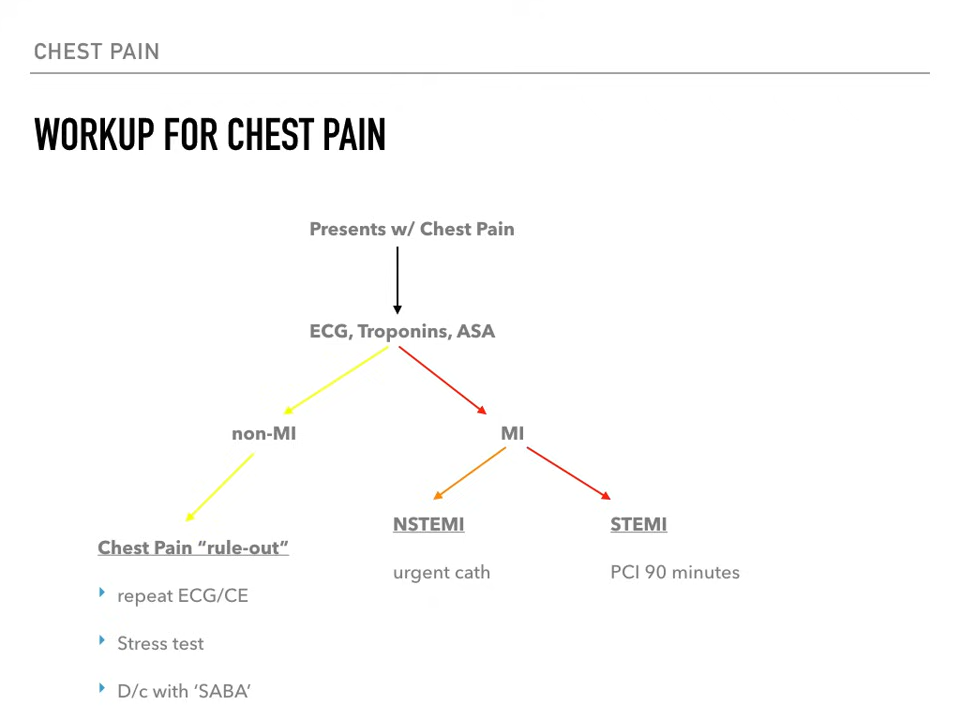 CHEST PAIN
WORKUP FOR CHEST PAIN
Presents w/ Chest Pain
ECG, Troponins, ASA
non-MI
MI
Chest Pain “rule-out”
repeat ECG/CE
Stress test
D/c with ‘SABA’
NSTEMI
urgent cath
STEMI
PCI 90 minutes